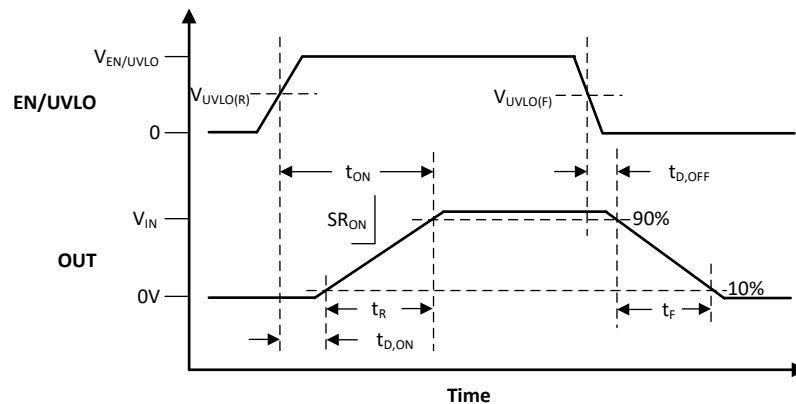 V_EN/UVLO
V_UVLO(R)
V_UVLO(F)
EN/UVLO
0
t_ON
t_D,OFF
SR_ON
V_IN
90%
OUT
0V
10%
t_R
t_F
t_D,ON
Time